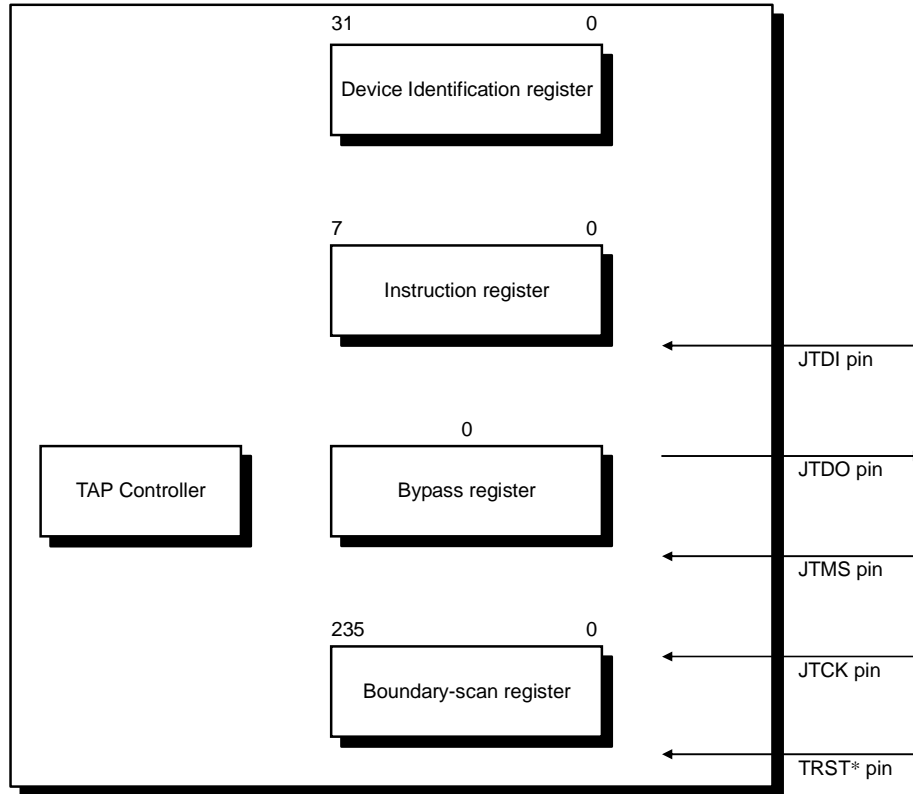 31 0
Device Identification register
7 0
Instruction register
JTDI pin
0
JTDO pin
TAP Controller
Bypass register
JTMS pin
235 0
JTCK pin
Boundary-scan register
TRST* pin